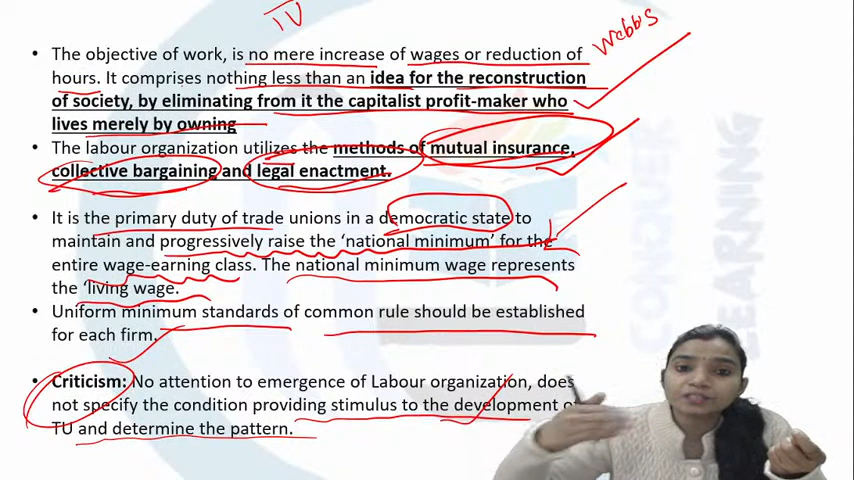 IV
Webb's
• The objective of work, is no mere increase of wages or reduction of
hours. It comprises nothing less than an idea for the reconstruction
of society, by eliminating from it the capitalist profit-maker who
lives merely by owning
• The labour organization utilizes the methods of mutual insurance,
collective bargaining and legal enactment.
• It is the primary duty of trade unions in a democratic state to
maintain and progressively raise the ‘national minimum’ for the
entire wage-earning class. The national minimum wage represents
the ‘living wage.
• Uniform minimum standards of common rule should be established
for each firm.
• Criticism: No attention to emergence of Labour organization, does
not specify the condition providing stimulus to the development
TU and determine the pattern.
CONQUER
LEARNING